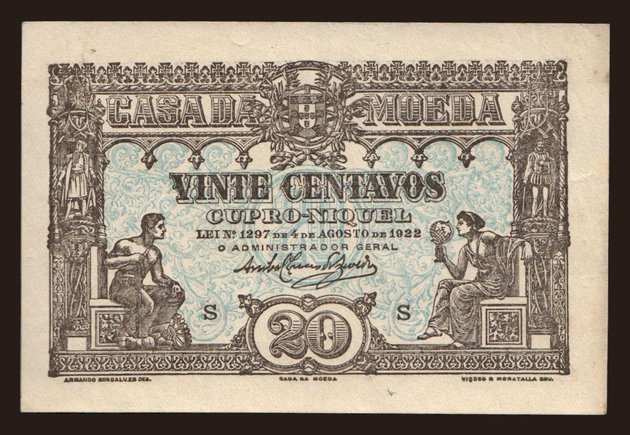 CASA DA MOEDA
VINTE CENTAVOS
CUPRO-NIQUEL
LEI Nº 1297 DE 4 DE AGOSTO DE 1922
O ADMINISTRADOR GERAL
S S
20
ARMANDO GONSALVES DES. CASA DA MOEDA VIÇOSO & MORATALLA GRV.